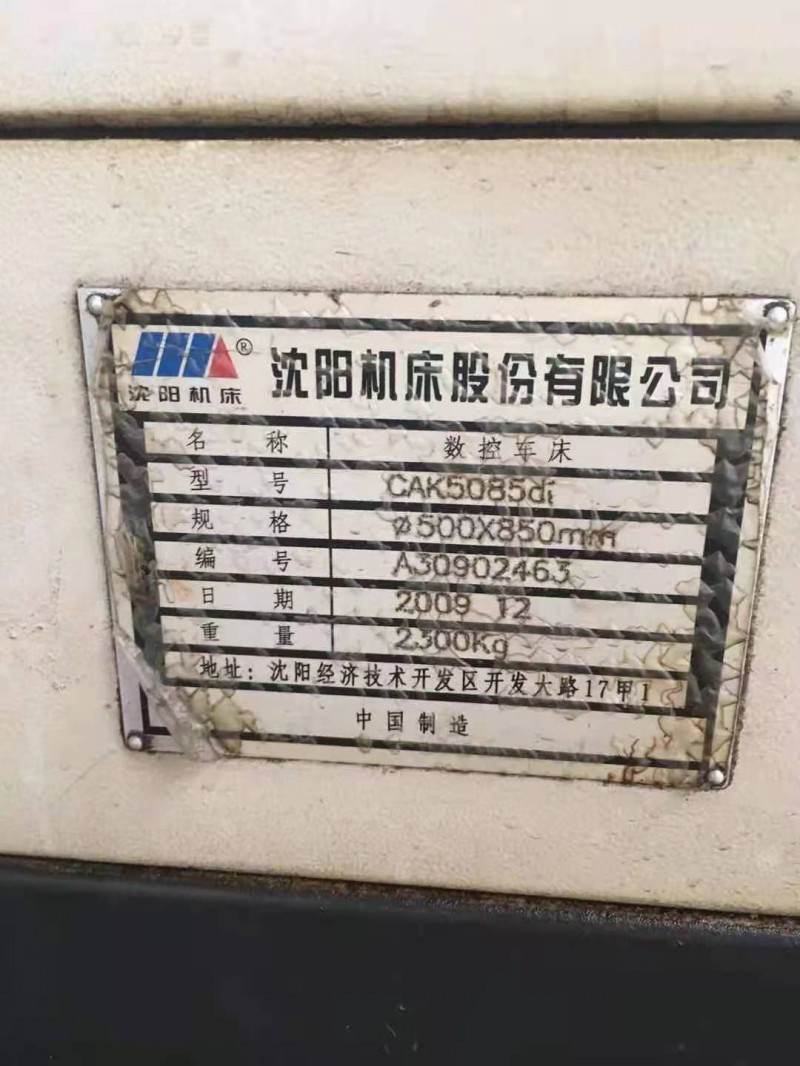 ® 沈阳机床股份有限公司
沈阳机床
名 称 数控车床
型 号 CAK5085di
规 格 ø500X850mm
编 号 A30902463
日 期 2009 12
重 量 2300Kg
地址：沈阳经济技术开发区开发大路17甲1
中国制造